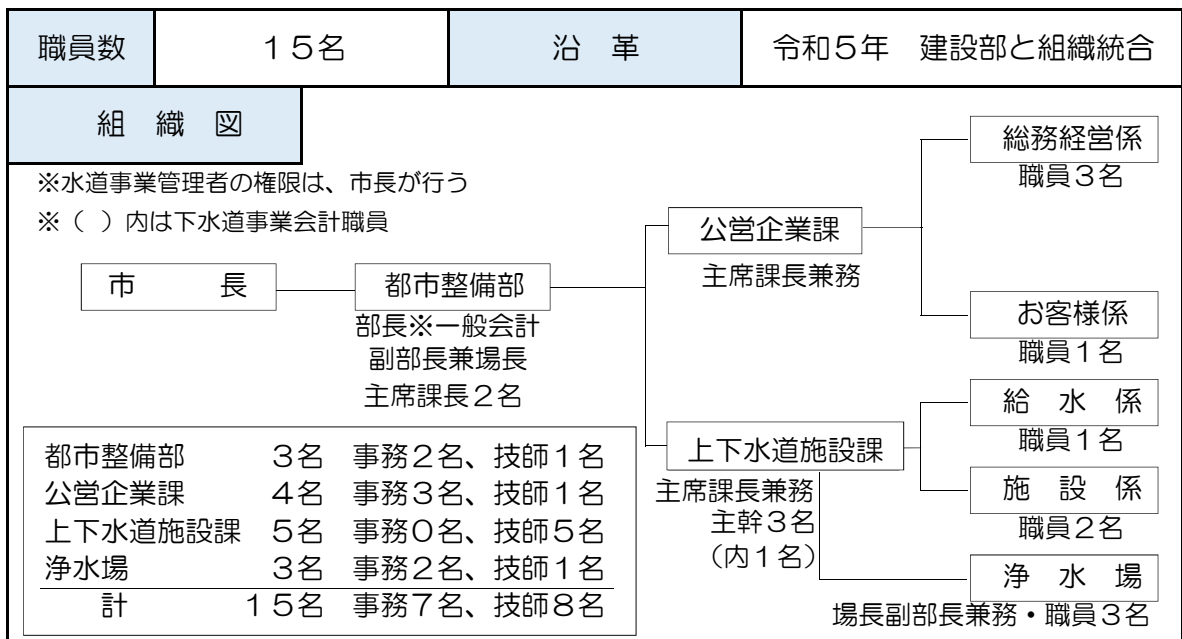 職員数 15名 沿 革 令和5年 建設部と組織統合
組 織 図
※水道事業管理者の権限は、市長が行う
※( )内は下水道事業会計職員
市 長
都市整備部
部長※一般会計
副部長兼場長
主席課長2名
公営企業課
主席課長兼務
総務経営係
職員3名
お客様係
職員1名
上下水道施設課
主席課長兼務
主幹3名
(内1名)
給 水 係
職員1名
施 設 係
職員2名
浄 水 場
場長副部長兼務・職員3名
都市整備部 3名 事務2名、技師1名
公営企業課 4名 事務3名、技師1名
上下水道施設課 5名 事務0名、技師5名
浄水場 3名 事務2名、技師1名
計 15名 事務7名、技師8名